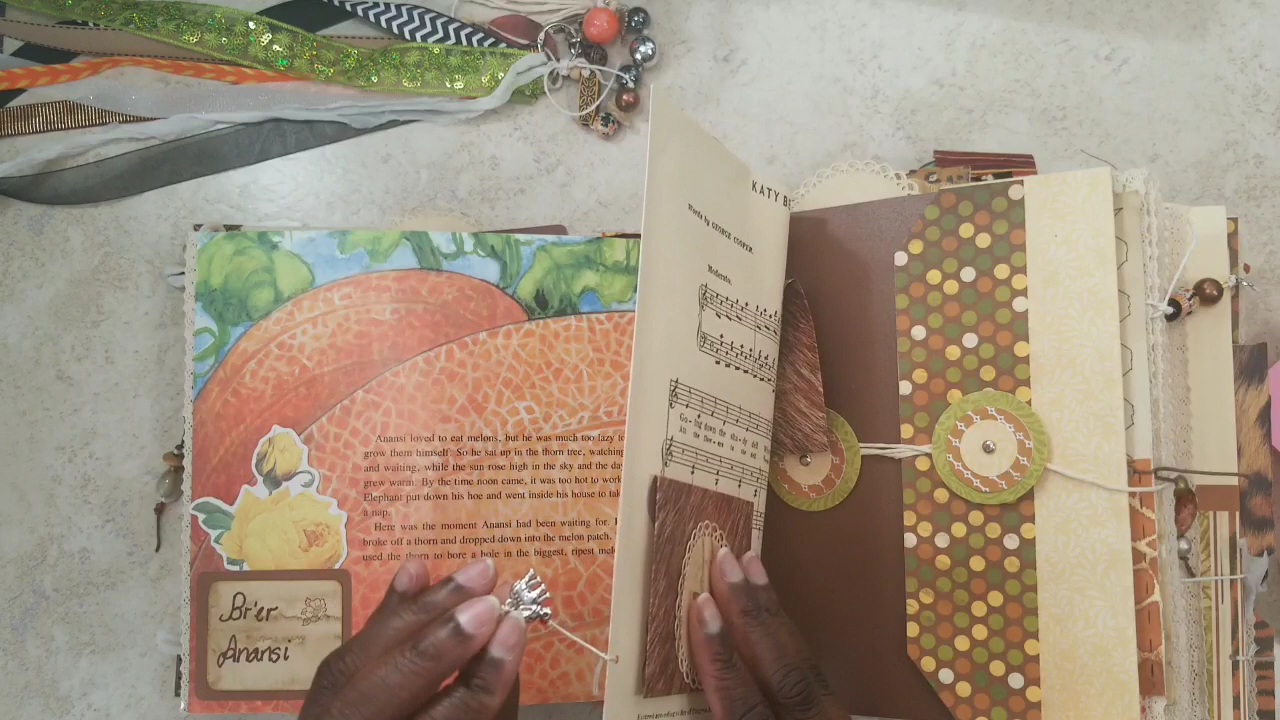 Anansi loved to eat melons, but he was much too lazy
grow them himself. So he sat up in the thorn tree, watching
and waiting, while the sun rose high in the sky and the day
grew warm. By the time noon came, it was too hot to work
Elephant put down his hoe and went inside his house to
a nap.
Here was the moment Anansi had been waiting for.
broke off a thorn and dropped down into the melon patch.
used the thorn to bore a hole in the biggest, ripest
Br'er
Anansi
KATY
Words by GEORGE COOPER.
Moderato.